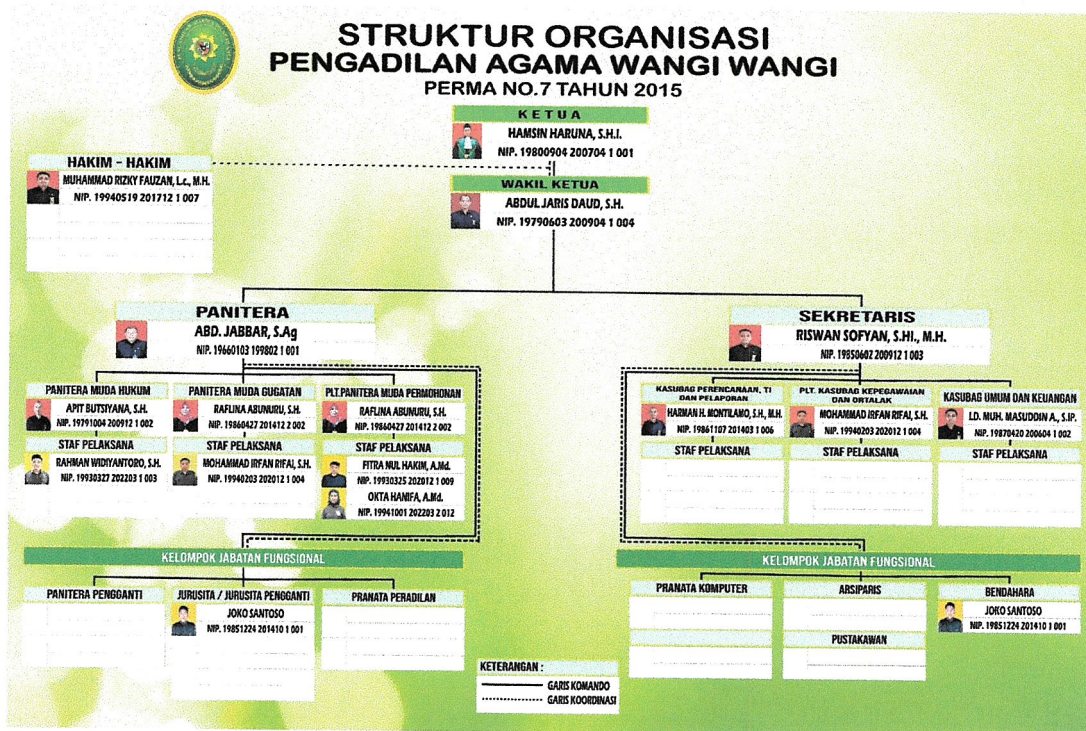 STRUKTUR ORGANISASI
PENGADILAN AGAMA WANGI WANGI
PERMA NO.7 TAHUN 2015
KETUA
HAMSIN HARUNA, S.H.I.
NIP. 19800904 200704 1 001
HAKIM - HAKIM
MUHAMMAD RIZKY FAUZAN, L.c., M.H.
NIP. 19940519 201712 1 007
WAKIL KETUA
ABDUL JARIS DAUD, S.H.
NIP. 19790603 200904 1 004
PANITERA
ABD. JABBAR, S.Ag
NIP. 19660103 199802 1 001
SEKRETARIS
RISWAN SOFYAN, S.HI., M.H.
NIP. 19850602 200912 1 003
PANITERA MUDA HUKUM
APIT BUTSIYANA, S.H.
NIP. 19791004 200912 1 002
STAF PELAKSANA
RAHMAN WIDIYANTORO, S.H.
NIP. 19930327 202203 1 003
PANITERA MUDA GUGATAN
RAFLINA ABUNURU, S.H.
NIP. 19860427 201412 2 002
STAF PELAKSANA
MOHAMMAD IRFAN RIFAI, S.H.
NIP. 19940203 202012 1 004
PLT.PANITERA MUDA PERMOHONAN
RAFLINA ABUNURU, S.H.
NIP. 19860427 201412 2 002
STAF PELAKSANA
FITRA NUL HAKIM, A.Md.
NIP. 19930325 202012 1 009
OKTA HANIFA, A.Md.
NIP. 19941001 202203 2 012
KASUBAG PERENCANAAN, TI
DAN PELAPORAN
HARMAN H. MONTILAMO, S.H., M.H.
NIP. 19861107 201403 1 006
STAF PELAKSANA
PLT. KASUBAG KEPEGAWAIAN
DAN ORTALAK
MOHAMMAD IRFAN RIFAI, S.H.
NIP. 19940203 202012 1 004
STAF PELAKSANA
KASUBAG UMUM DAN KEUANGAN
LD. MUH. MASUDDIN A., S.IP.
NIP. 19870420 200604 1 002
STAF PELAKSANA
KELOMPOK JABATAN FUNGSIONAL
PANITERA PENGGANTI
JURUSITA / JURUSITA PENGGANTI
JOKO SANTOSO
NIP. 19851224 201410 1 001
PRANATA PERADILAN
KELOMPOK JABATAN FUNGSIONAL
PRANATA KOMPUTER
ARSIPARIS
PUSTAKAWAN
BENDAHARA
JOKO SANTOSO
NIP. 19851224 201410 1 001
KETERANGAN :
GARIS KOMANDO
GARIS KOORDINASI